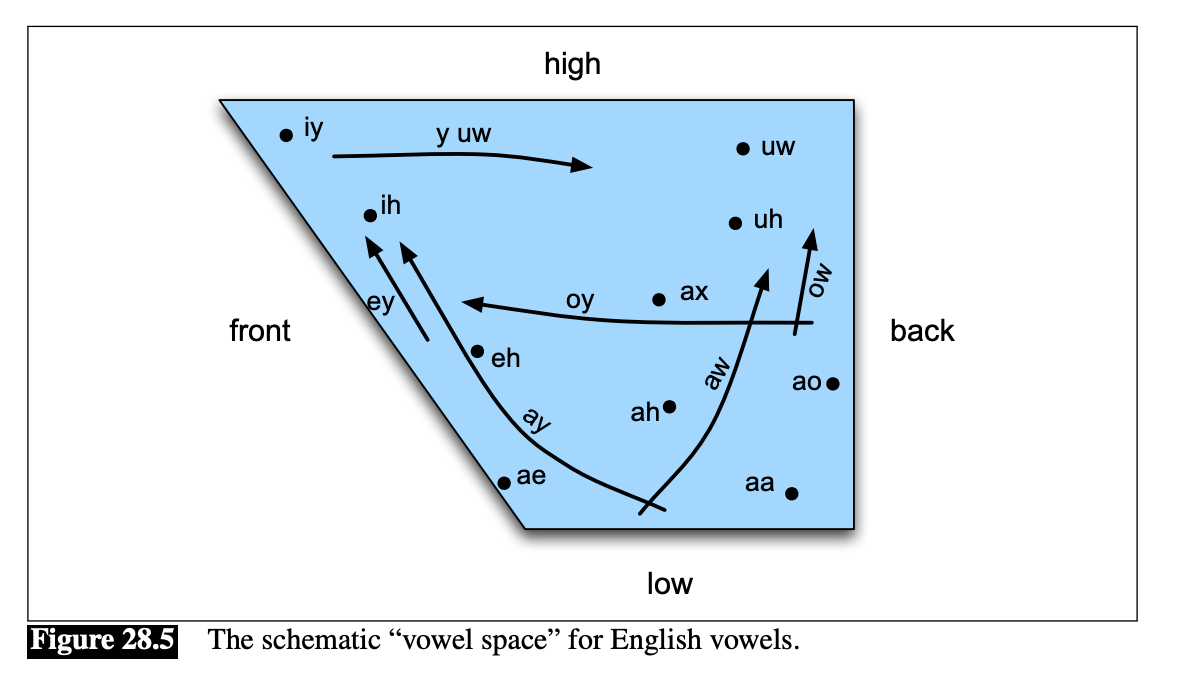 high
iy
y uw
uw
ih
uh
ey
oy
ax
ow
front
back
eh
aw
ao
ah
ay
ae
aa
low
Figure 28.5 The schematic “vowel space” for English vowels.